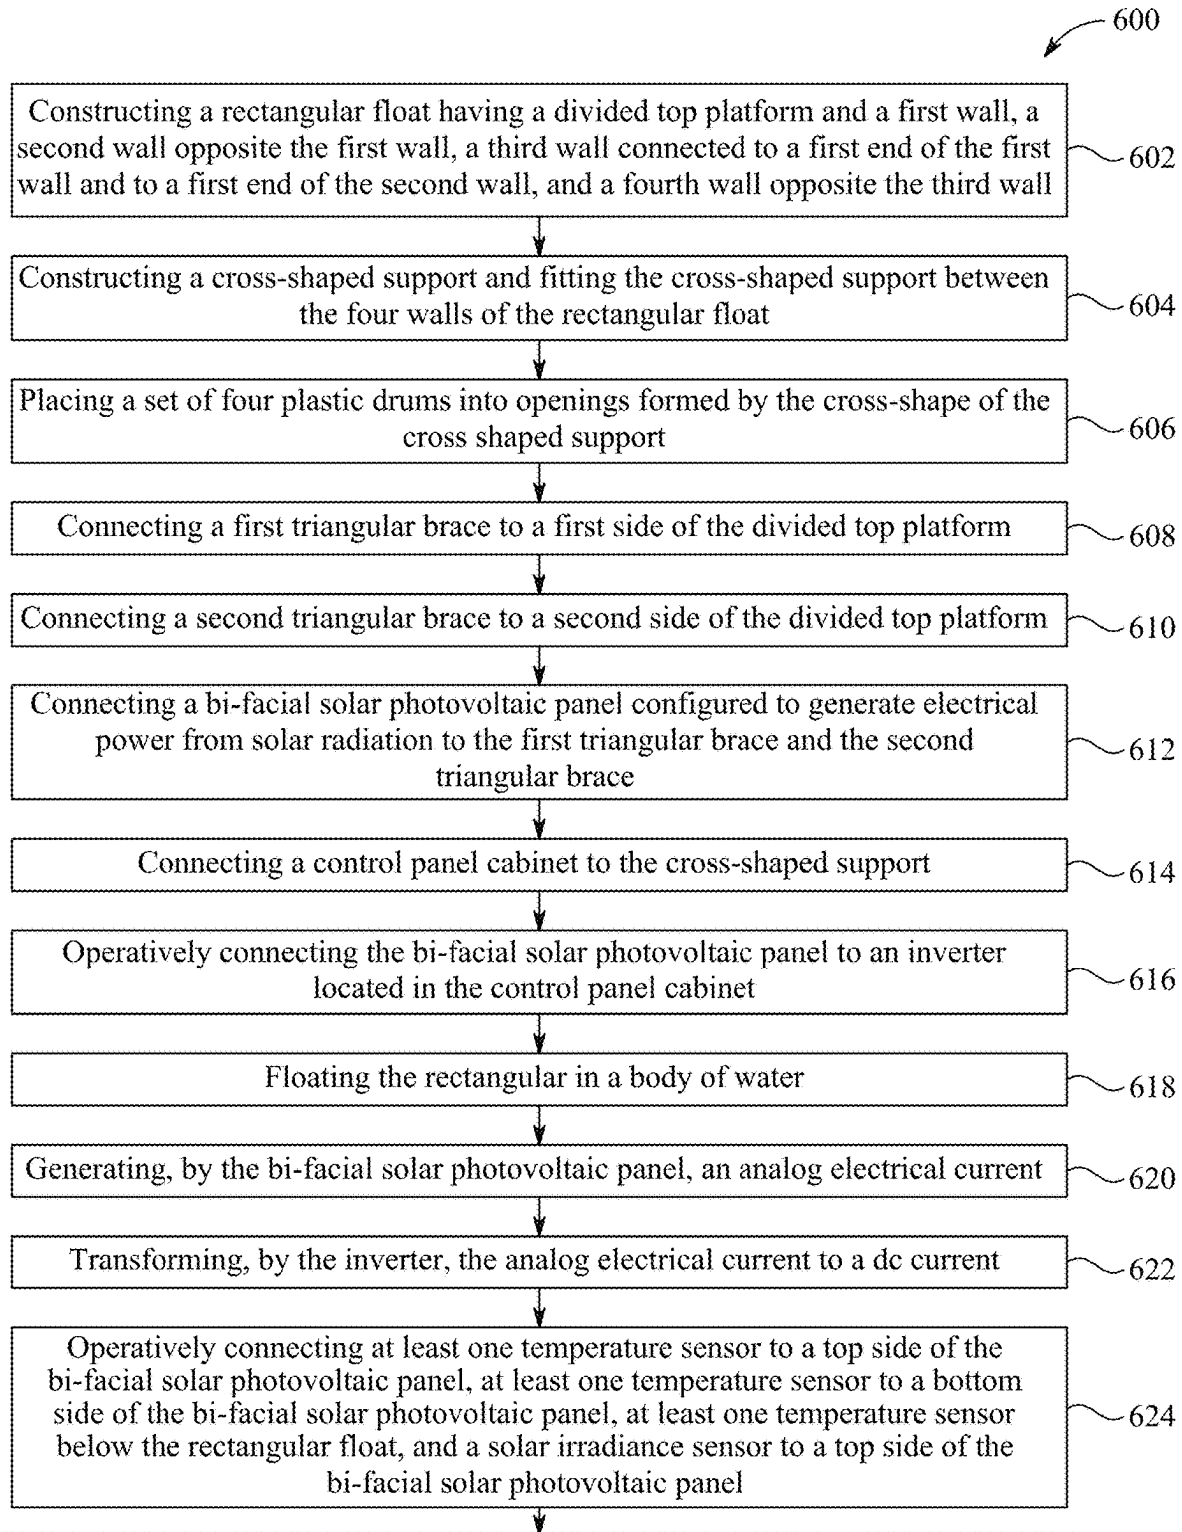 600
Constructing a rectangular float having a divided top platform and a first wall, a
second wall opposite the first wall, a third wall connected to a first end of the first
wall and to a first end of the second wall, and a fourth wall opposite the third wall
602
Constructing a cross-shaped support and fitting the cross-shaped support between
the four walls of the rectangular float
604
Placing a set of four plastic drums into openings formed by the cross-shape of the
cross shaped support
606
Connecting a first triangular brace to a first side of the divided top platform
608
Connecting a second triangular brace to a second side of the divided top platform
610
Connecting a bi-facial solar photovoltaic panel configured to generate electrical
power from solar radiation to the first triangular brace and the second
triangular brace
612
Connecting a control panel cabinet to the cross-shaped support
614
Operatively connecting the bi-facial solar photovoltaic panel to an inverter
located in the control panel cabinet
616
Floating the rectangular in a body of water
618
Generating, by the bi-facial solar photovoltaic panel, an analog electrical current
620
Transforming, by the inverter, the analog electrical current to a dc current
622
Operatively connecting at least one temperature sensor to a top side of the
bi-facial solar photovoltaic panel, at least one temperature sensor to a bottom
side of the bi-facial solar photovoltaic panel, at least one temperature sensor
below the rectangular float, and a solar irradiance sensor to a top side of the
bi-facial solar photovoltaic panel
624